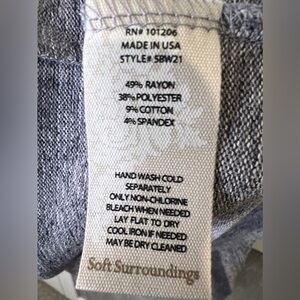 RN# 101206
MADE IN USA
STYLE# SBW21
49% RAYON
38% POLYESTER
9% COTTON
4% SPANDEX
HAND WASH COLD
SEPARATELY
ONLY NON-CHLORINE
BLEACH WHEN NEEDED
LAY FLAT TO DRY
COOL IRON IF NEEDED
MAY BE DRY CLEANED
Soft Surroundings